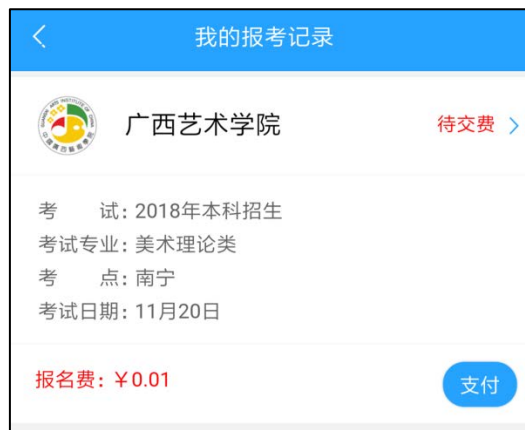 我的报考记录
广西艺术学院
待交费
考 试：2018年本科招生
考试专业：美术理论类
考 点：南宁
考试日期：11月20日
报名费：￥0.01
支付